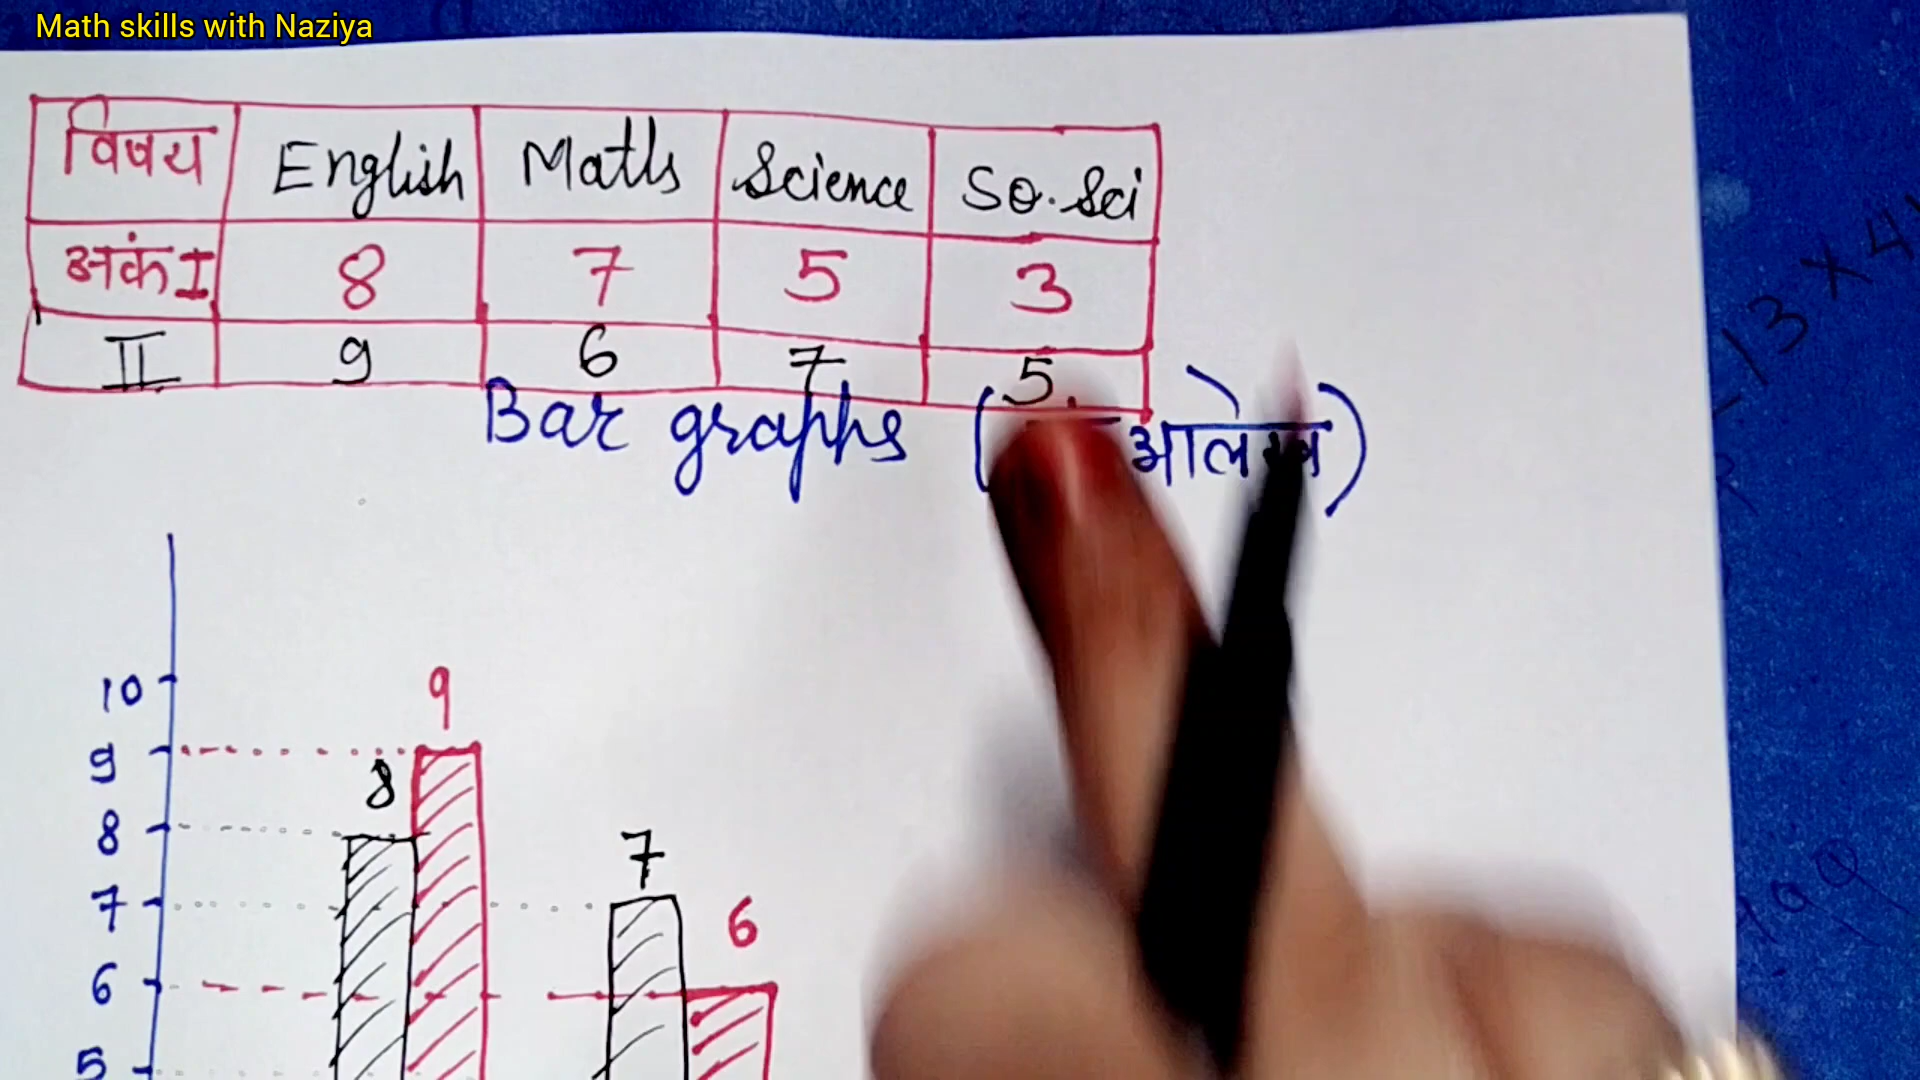 Math skills with Naziya
विषय English Maths Science So. Sci
अंक I 8 7 5 3
II 9 6 7 5
Bar graphs ( आलेख)
10
9
9
8
8
7
7
6
6
5